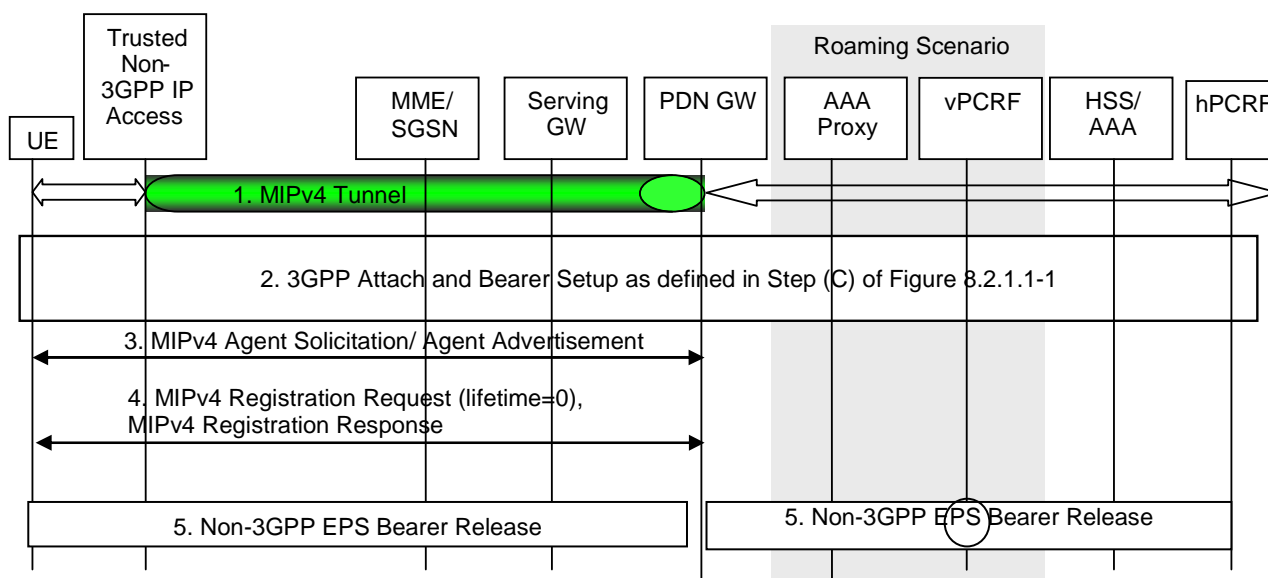 Roaming Scenario
UE
Trusted
Non-
3GPP IP
Access
MME/
SGSN
Serving
GW
PDN GW
AAA
Proxy
vPCRF
HSS/
AAA
hPCRF
1. MIPv4 Tunnel
2. 3GPP Attach and Bearer Setup as defined in Step (C) of Figure 8.2.1.1-1
3. MIPv4 Agent Solicitation/ Agent Advertisement
4. MIPv4 Registration Request (lifetime=0),
MIPv4 Registration Response
5. Non-3GPP EPS Bearer Release
5. Non-3GPP EPS Bearer Release